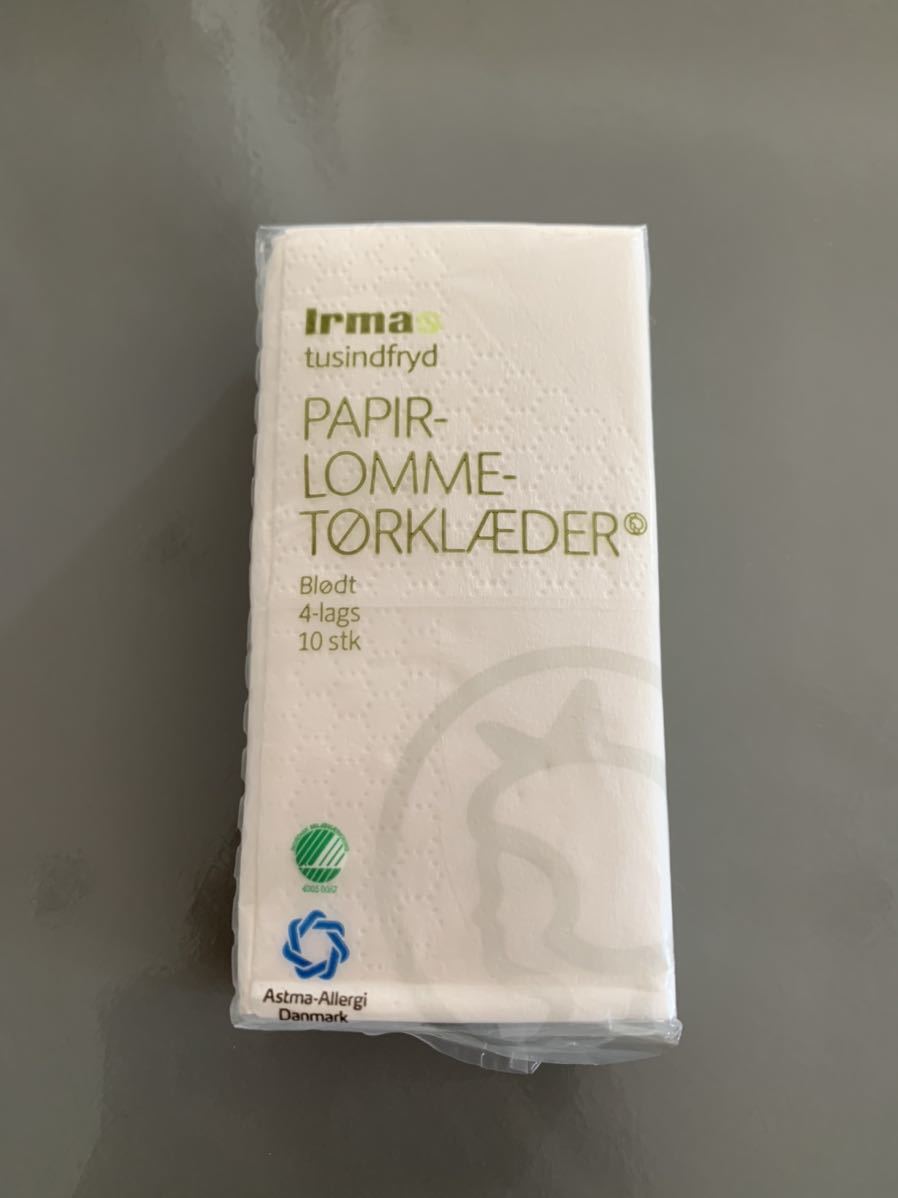 Irmas
tusindfryd
PAPIR-
LOMME-
TØRKLÆDER
Blødt
4-lags
10 stk
Astma-Allergi
Danmark